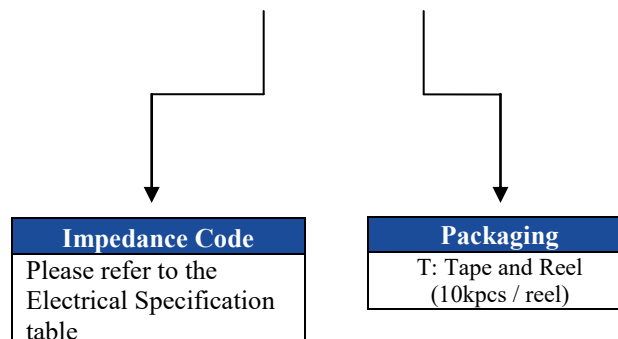 Impedance Code
Please refer to the
Electrical Specification
table
Packaging
T: Tape and Reel
(10kpcs / reel)